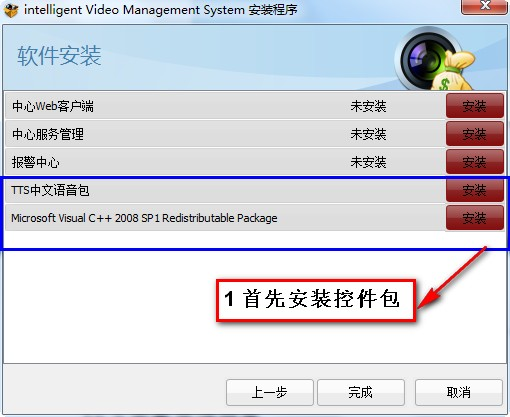 intelligent Video Management System 安装程序
软件安装
中心Web客户端 未安装 安装
中心服务管理 未安装 安装
报警中心 未安装 安装
TTS中文语音包 安装
Microsoft Visual C++ 2008 SP1 Redistributable Package 安装
1 首先安装控件包
上一步 完成 取消